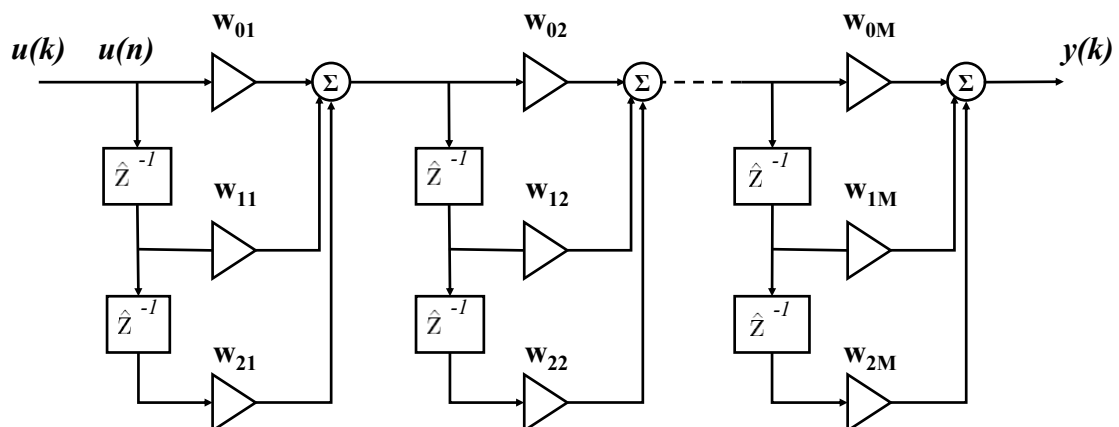 w₀₁ w₀₂ w₀M
u(k) u(n) y(k)
Σ Σ Σ
Ẑ⁻¹ Ẑ⁻¹ Ẑ⁻¹
w₁₁ w₁₂ w₁M
Ẑ⁻¹ Ẑ⁻¹ Ẑ⁻¹
w₂₁ w₂₂ w₂M